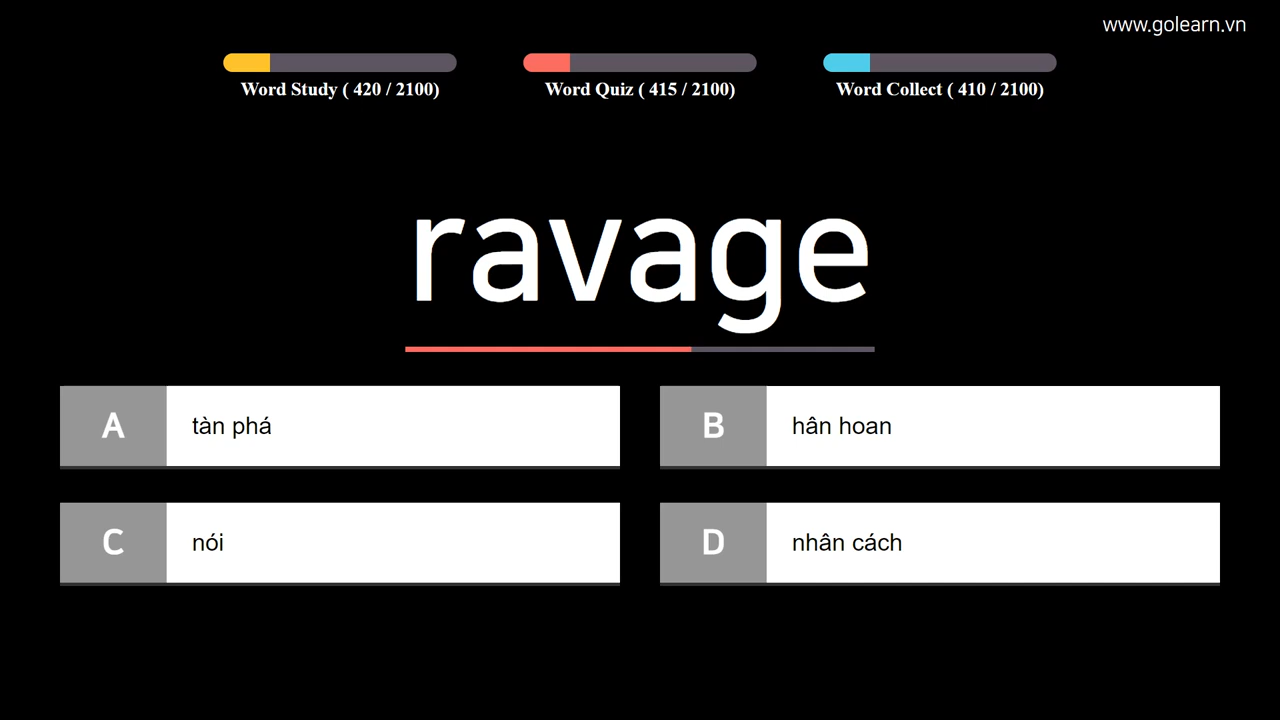 www.golearn.vn
Word Study ( 420 / 2100)
Word Quiz ( 415 / 2100)
Word Collect ( 410 / 2100)
ravage
A tàn phá
B hân hoan
C nói
D nhân cách